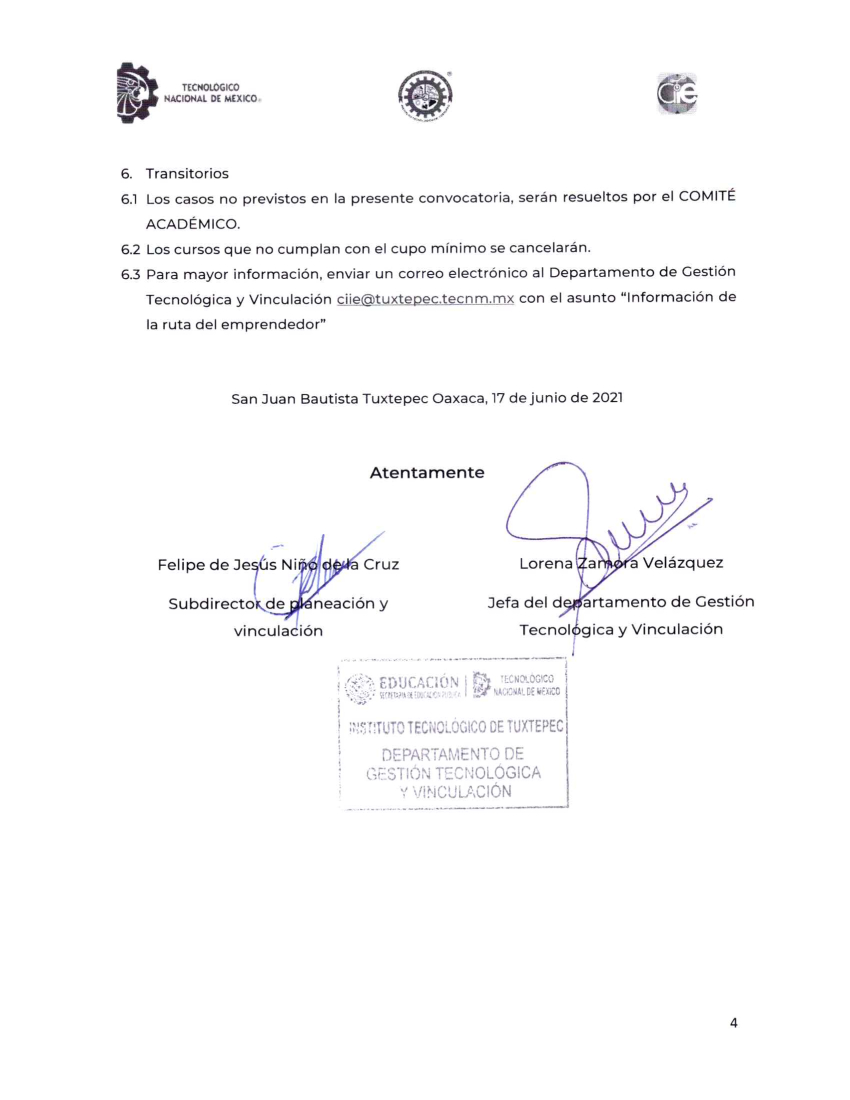 TECNOLÓGICO
NACIONAL DE MÉXICO®
CIIE
6. Transitorios
6.1 Los casos no previstos en la presente convocatoria, serán resueltos por el COMITÉ
ACADÉMICO.
6.2 Los cursos que no cumplan con el cupo mínimo se cancelarán.
6.3 Para mayor información, enviar un correo electrónico al Departamento de Gestión
Tecnológica y Vinculación ciie@tuxtepec.tecnm.mx con el asunto “Información de
la ruta del emprendedor”
San Juan Bautista Tuxtepec Oaxaca, 17 de junio de 2021
Atentamente
Felipe de Jesús Niño de la Cruz
Subdirector de planeación y
vinculación
Lorena Zamora Velázquez
Jefa del departamento de Gestión
Tecnológica y Vinculación
EDUCACIÓN
SECRETARÍA DE EDUCACIÓN PÚBLICA
TECNOLÓGICO
NACIONAL DE MÉXICO
INSTITUTO TECNOLÓGICO DE TUXTEPEC
DEPARTAMENTO DE
GESTIÓN TECNOLÓGICA
Y VINCULACIÓN
4